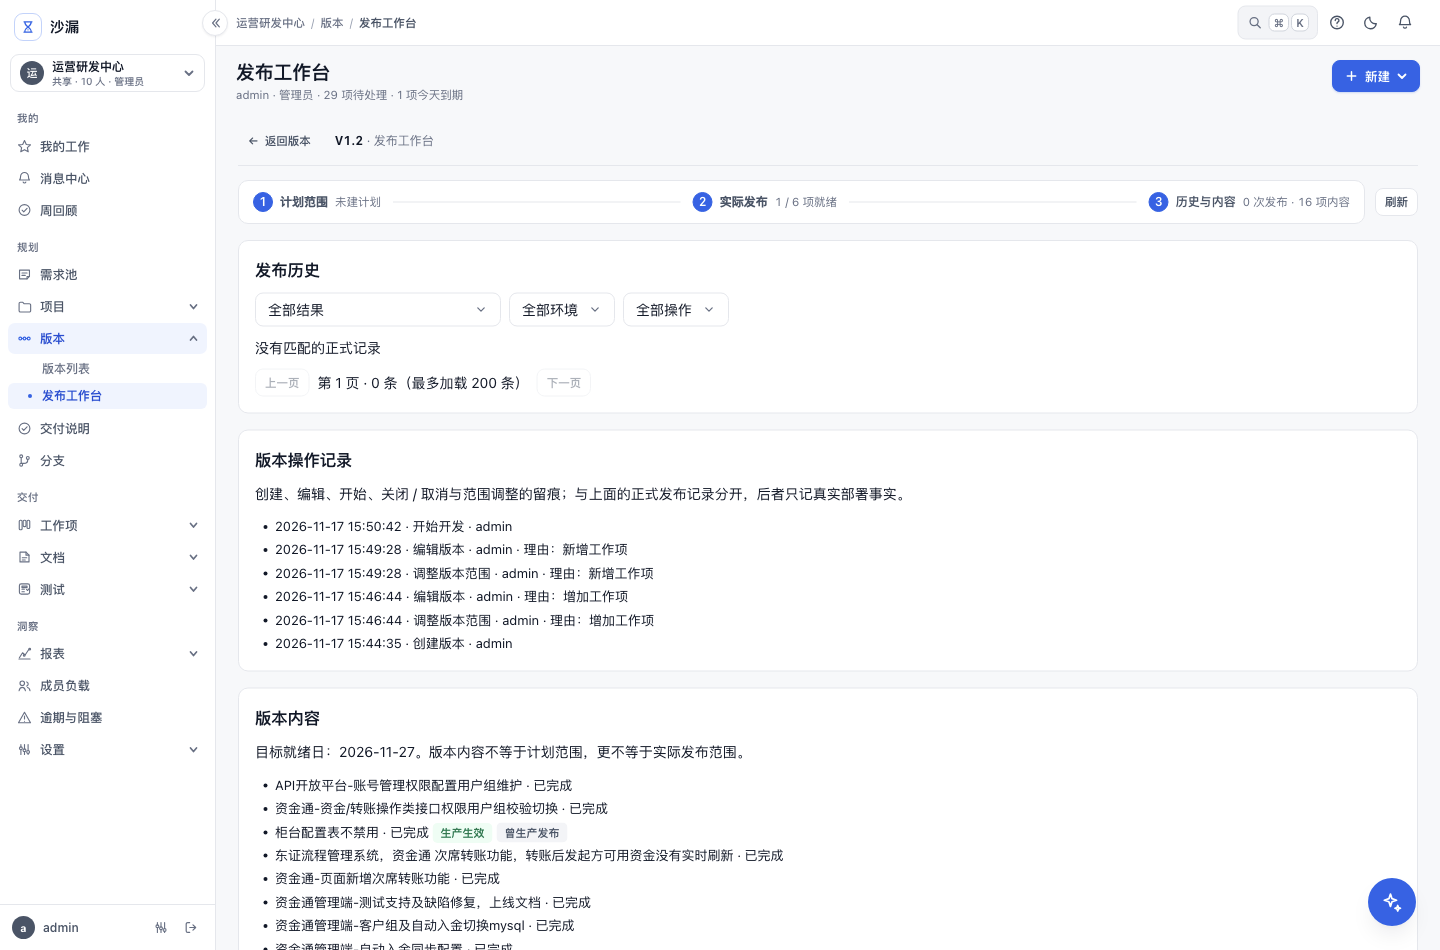 沙漏
运
运营研发中心
共享 · 10 人 · 管理员
我的
我的工作
消息中心
周回顾
规划
需求池
项目
版本
版本列表
发布工作台
交付说明
分支
交付
工作项
文档
测试
洞察
报表
成员负载
逾期与阻塞
设置
a admin
运营研发中心 / 版本 / 发布工作台
⌘ K
发布工作台
admin · 管理员 · 29 项待处理 · 1 项今天到期
新建
← 返回版本 V1.2 · 发布工作台
1 计划范围 未建计划
2 实际发布 1 / 6 项就绪
3 历史与内容 0 次发布 · 16 项内容
刷新
发布历史
全部结果 全部环境 全部操作
没有匹配的正式记录
上一页 第 1 页 · 0 条（最多加载 200 条） 下一页
版本操作记录
创建、编辑、开始、关闭 / 取消与范围调整的留痕；与上面的正式发布记录分开，后者只记真实部署事实。
• 2026-11-17 15:50:42 · 开始开发 · admin
• 2026-11-17 15:49:28 · 编辑版本 · admin · 理由：新增工作项
• 2026-11-17 15:49:28 · 调整版本范围 · admin · 理由：新增工作项
• 2026-11-17 15:46:44 · 编辑版本 · admin · 理由：增加工作项
• 2026-11-17 15:46:44 · 调整版本范围 · admin · 理由：增加工作项
• 2026-11-17 15:44:35 · 创建版本 · admin
版本内容
目标就绪日：2026-11-27。版本内容不等于计划范围，更不等于实际发布范围。
• API开放平台-账号管理权限配置用户组维护 · 已完成
• 资金通-资金/转账操作类接口权限用户组校验切换 · 已完成
• 柜台配置表不禁用 · 已完成 生产生效 曾生产发布
• 东证流程管理系统，资金通 次席转账功能，转账后发起方可用资金没有实时刷新 · 已完成
• 资金通-页面新增次席转账功能 · 已完成
• 资金通管理端-测试支持及缺陷修复，上线文档 · 已完成
• 资金通管理端-客户组及自动入金切换mysql · 已完成
• 资金通管理端-自动入金同步配置 · 已完成